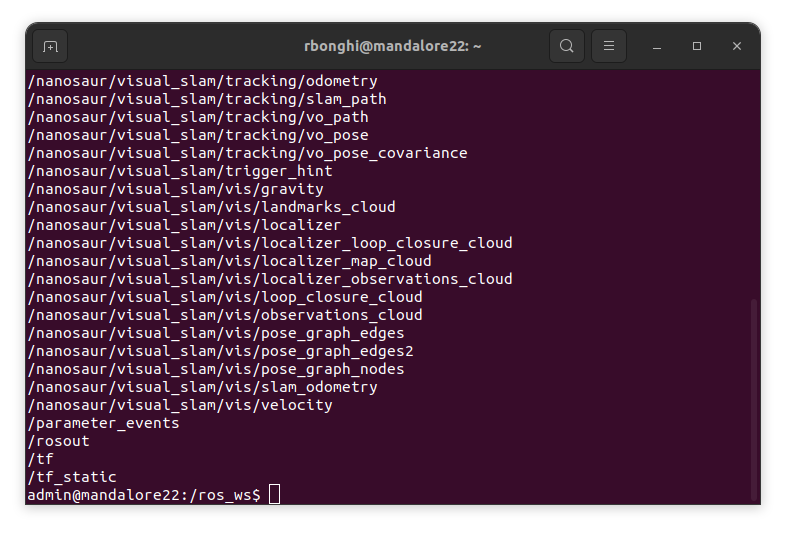 rbonghi@mandalore22: ~
/nanosaur/visual_slam/tracking/odometry
/nanosaur/visual_slam/tracking/slam_path
/nanosaur/visual_slam/tracking/vo_path
/nanosaur/visual_slam/tracking/vo_pose
/nanosaur/visual_slam/tracking/vo_pose_covariance
/nanosaur/visual_slam/trigger_hint
/nanosaur/visual_slam/vis/gravity
/nanosaur/visual_slam/vis/landmarks_cloud
/nanosaur/visual_slam/vis/localizer
/nanosaur/visual_slam/vis/localizer_loop_closure_cloud
/nanosaur/visual_slam/vis/localizer_map_cloud
/nanosaur/visual_slam/vis/localizer_observations_cloud
/nanosaur/visual_slam/vis/loop_closure_cloud
/nanosaur/visual_slam/vis/observations_cloud
/nanosaur/visual_slam/vis/pose_graph_edges
/nanosaur/visual_slam/vis/pose_graph_edges2
/nanosaur/visual_slam/vis/pose_graph_nodes
/nanosaur/visual_slam/vis/slam_odometry
/nanosaur/visual_slam/vis/velocity
/parameter_events
/rosout
/tf
/tf_static
admin@mandalore22:/ros_ws$